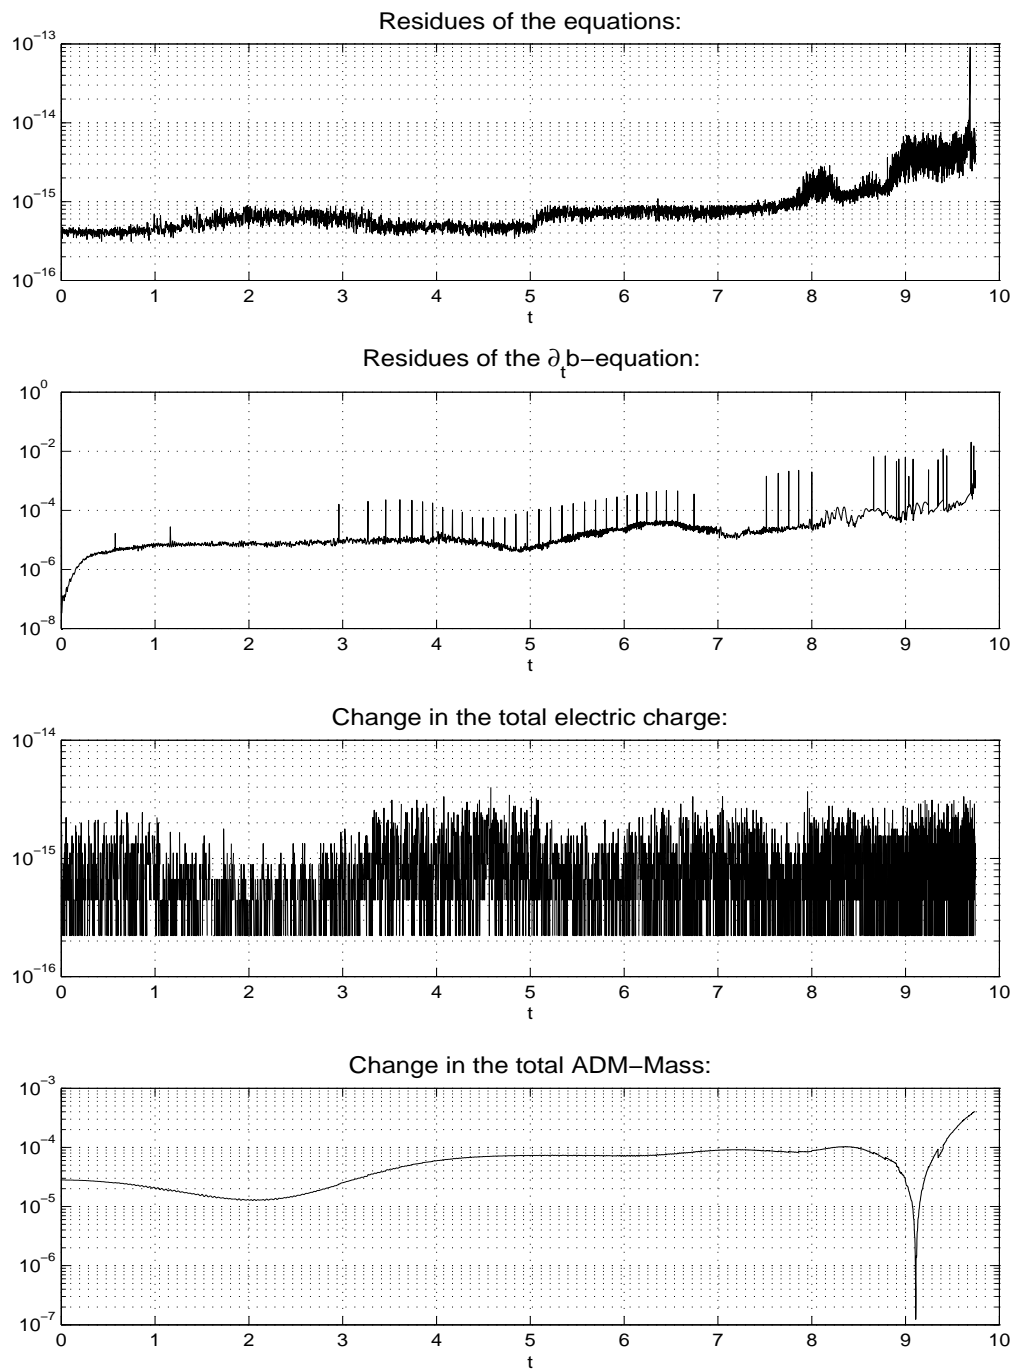 Residues of the equations:
10⁻¹³
10⁻¹⁴
10⁻¹⁵
10⁻¹⁶
0 1 2 3 4 5 6 7 8 9 10
t
Residues of the ∂ₜb−equation:
10⁰
10⁻²
10⁻⁴
10⁻⁶
10⁻⁸
0 1 2 3 4 5 6 7 8 9 10
t
Change in the total electric charge:
10⁻¹⁴
10⁻¹⁵
10⁻¹⁶
0 1 2 3 4 5 6 7 8 9 10
t
Change in the total ADM−Mass:
10⁻³
10⁻⁴
10⁻⁵
10⁻⁶
10⁻⁷
0 1 2 3 4 5 6 7 8 9 10
t